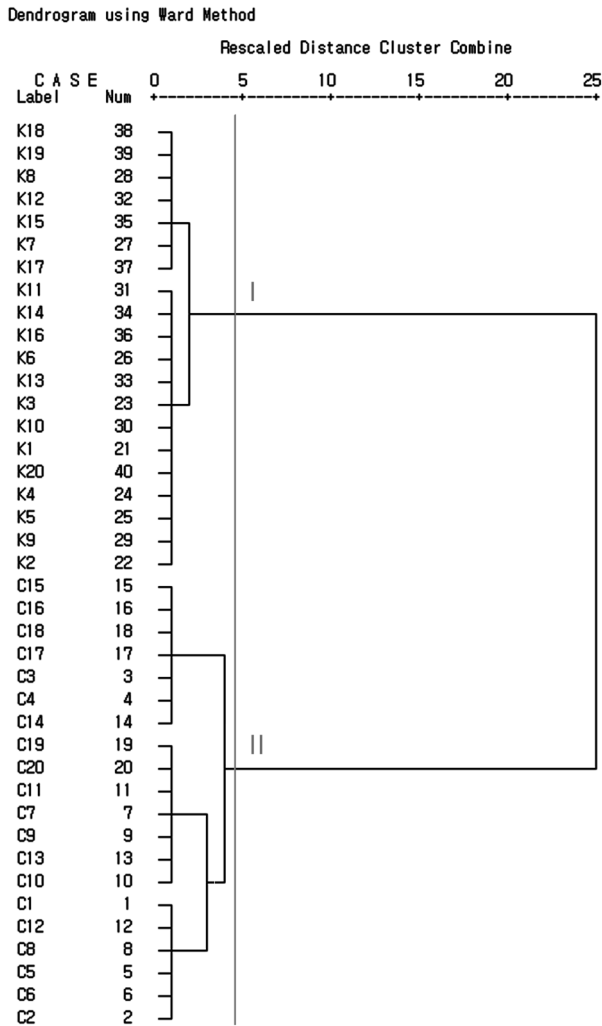 Dendrogram using Ward Method
Rescaled Distance Cluster Combine
C A S E 0 5 10 15 20 25
Label Num
K18 38
K19 39
K8 28
K12 32
K15 35
K7 27
K17 37
K11 31 I
K14 34
K16 36
K6 26
K13 33
K3 23
K10 30
K1 21
K20 40
K4 24
K5 25
K9 29
K2 22
C15 15
C16 16
C18 18
C17 17
C3 3
C4 4
C14 14
C19 19 II
C20 20
C11 11
C7 7
C9 9
C13 13
C10 10
C1 1
C12 12
C8 8
C5 5
C6 6
C2 2